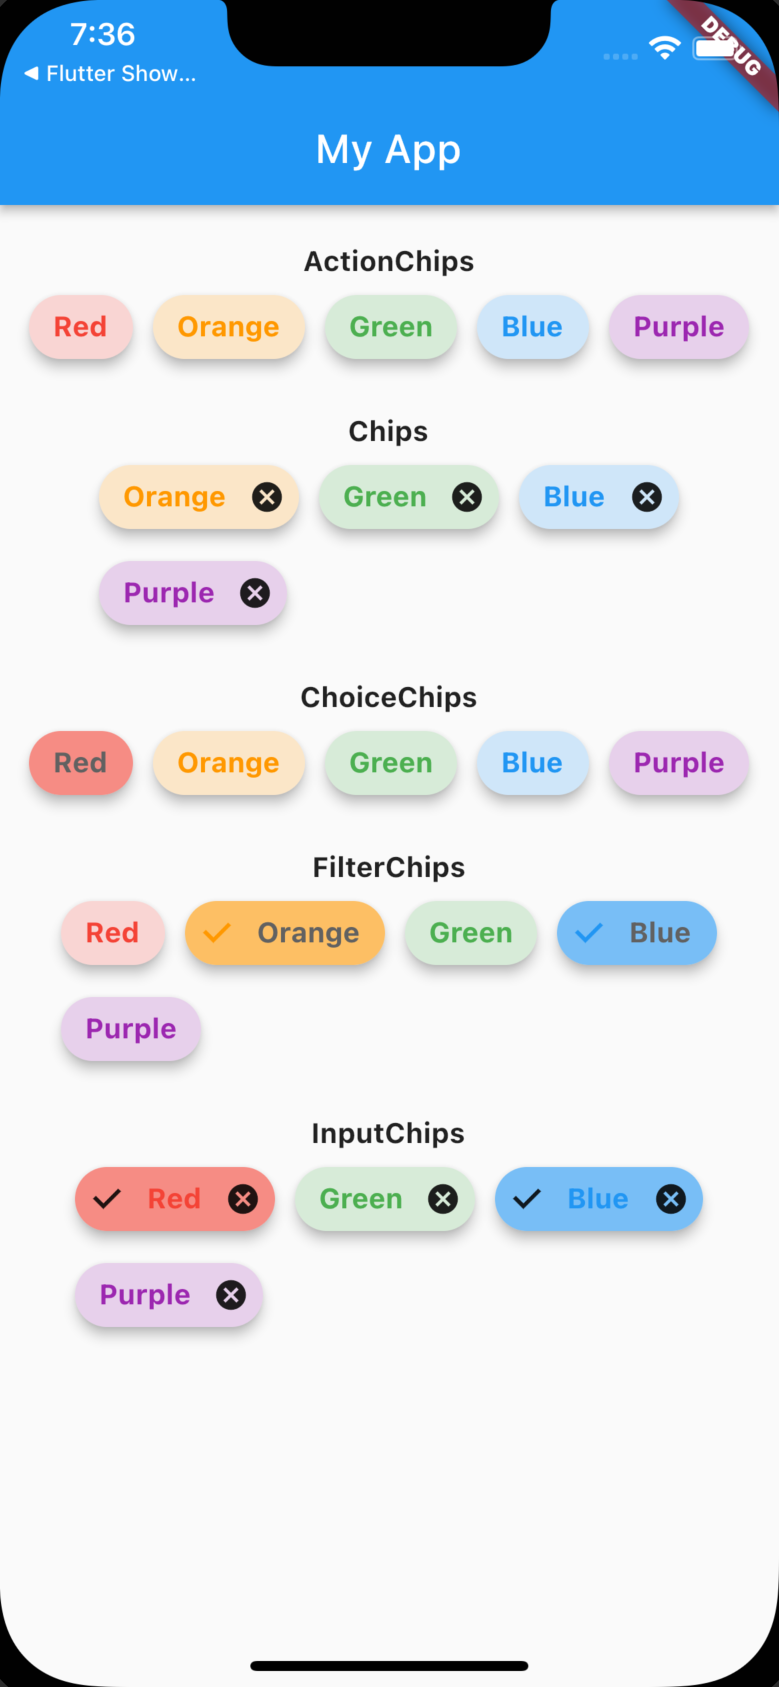 7:36
DEBUG
◀ Flutter Show...
My App
ActionChips
Red Orange Green Blue Purple
Chips
Orange Green Blue
Purple
ChoiceChips
Red Orange Green Blue Purple
FilterChips
Red Orange Green Blue
Purple
InputChips
Red Green Blue
Purple